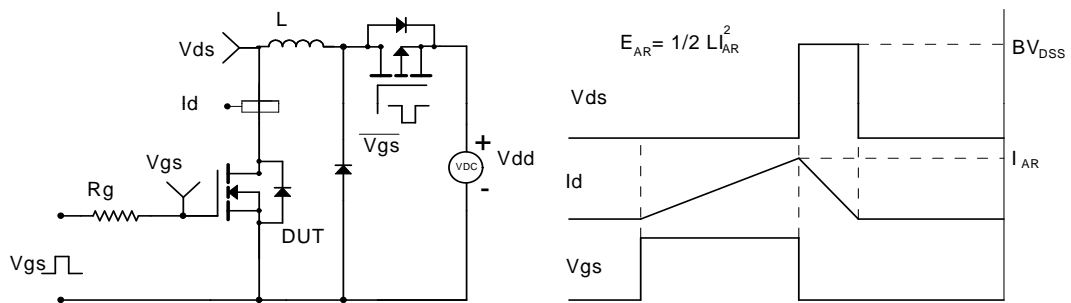 L
Vds
Id
Vgs
Rg
DUT
Vgs
Vgs
+
VDC
-
Vdd
E_AR = 1/2 LI_AR^2
BV_DSS
Vds
I_AR
Id
Vgs